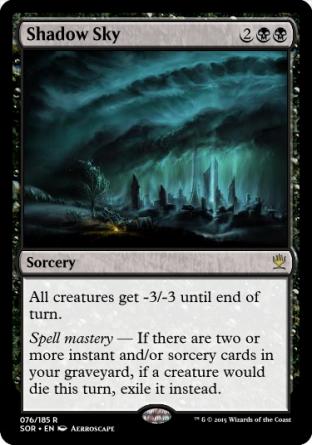 Shadow Sky 2
Sorcery
All creatures get -3/-3 until end of
turn.
Spell mastery — If there are two or
more instant and/or sorcery cards in
your graveyard, if a creature would
die this turn, exile it instead.
076/185 R
SOR • EN AEROSCAPE
™ & © 2015 Wizards of the Coast